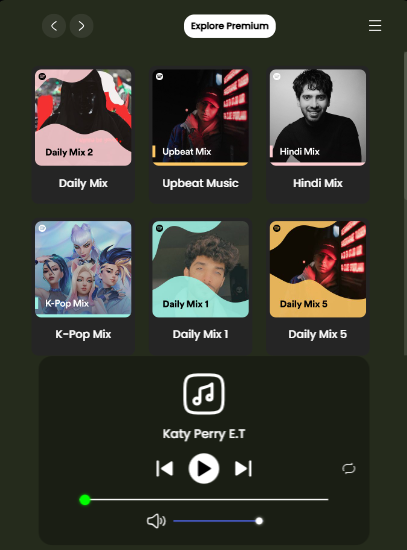 Explore Premium
Daily Mix 2
Upbeat Mix
Hindi Mix
Daily Mix
Upbeat Music
Hindi Mix
K-Pop Mix
Daily Mix 1
Daily Mix 5
K-Pop Mix
Daily Mix 1
Daily Mix 5
Katy Perry E.T